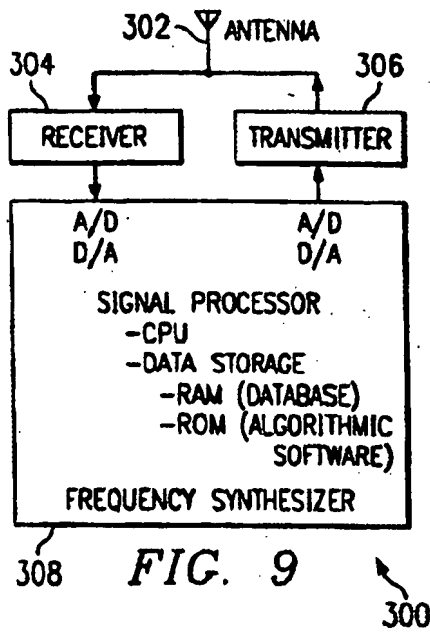 302 ANTENNA
304
306
RECEIVER
TRANSMITTER
A/D A/D
D/A D/A
SIGNAL PROCESSOR
-CPU
-DATA STORAGE
-RAM (DATABASE)
-ROM (ALGORITHMIC
SOFTWARE)
FREQUENCY SYNTHESIZER
308 FIG. 9
300